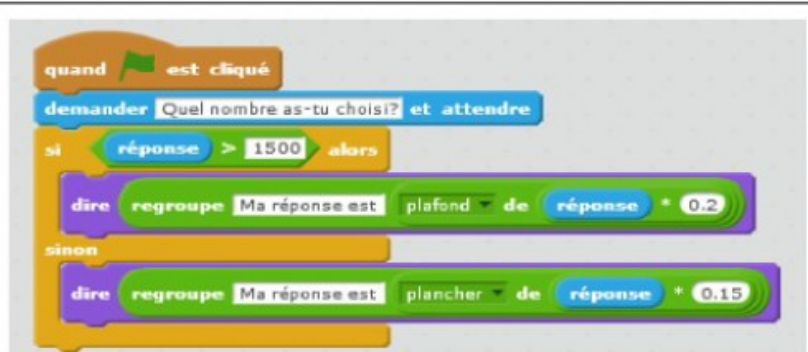 quand est cliqué
demander Quel nombre as-tu choisi? et attendre
si réponse > 1500 alors
dire regroupe Ma réponse est plafond de réponse * 0.2
sinon
dire regroupe Ma réponse est plancher de réponse * 0.15